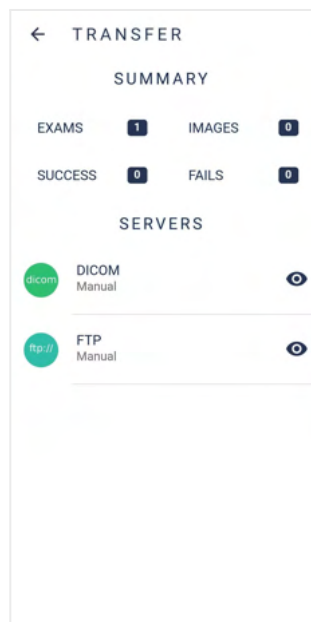 TRANSFER
SUMMARY
EXAMS 1 IMAGES 0
SUCCESS 0 FAILS 0
SERVERS
dicom DICOM
Manual
ftp:// FTP
Manual